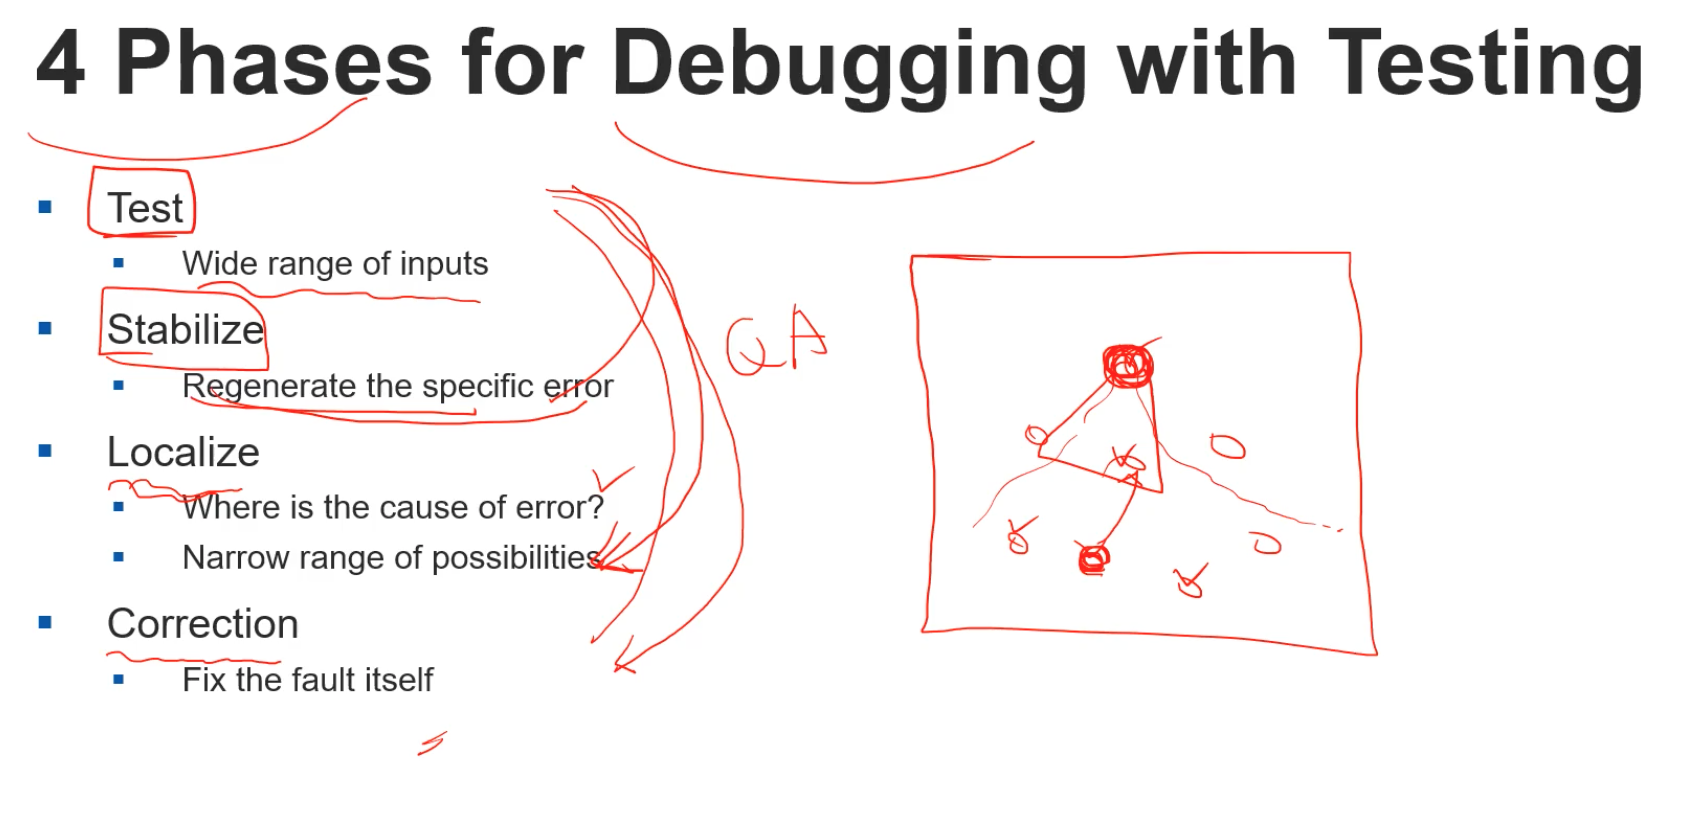 4 Phases for Debugging with Testing
Test
Wide range of inputs
Stabilize
Regenerate the specific error
Localize
Where is the cause of error?
Narrow range of possibilities
Correction
Fix the fault itself
QA